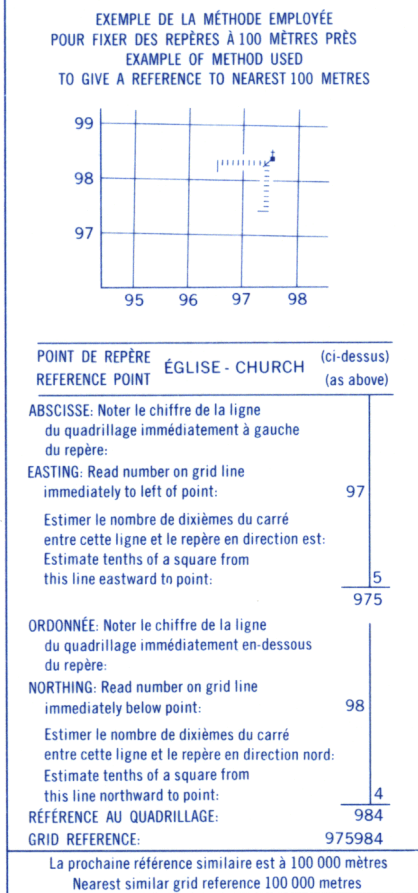 EXEMPLE DE LA MÉTHODE EMPLOYÉE
POUR FIXER DES REPÈRES À 100 MÈTRES PRÈS
EXAMPLE OF METHOD USED
TO GIVE A REFERENCE TO NEAREST 100 METRES
99
98
97
95 96 97 98
POINT DE REPÈRE
REFERENCE POINT
ÉGLISE - CHURCH
(ci-dessus)
(as above)
ABSCISSE: Noter le chiffre de la ligne
du quadrillage immédiatement à gauche
du repère:
EASTING: Read number on grid line
immediately to left of point: 97
Estimer le nombre de dixièmes du carré
entre cette ligne et le repère en direction est:
Estimate tenths of a square from
this line eastward to point: 5
975
ORDONNÉE: Noter le chiffre de la ligne
du quadrillage immédiatement en-dessous
du repère:
NORTHING: Read number on grid line
immediately below point: 98
Estimer le nombre de dixièmes du carré
entre cette ligne et le repère en direction nord:
Estimate tenths of a square from
this line northward to point: 4
RÉFÉRENCE AU QUADRILLAGE: 984
GRID REFERENCE: 975984
La prochaine référence similaire est à 100 000 mètres
Nearest similar grid reference 100 000 metres